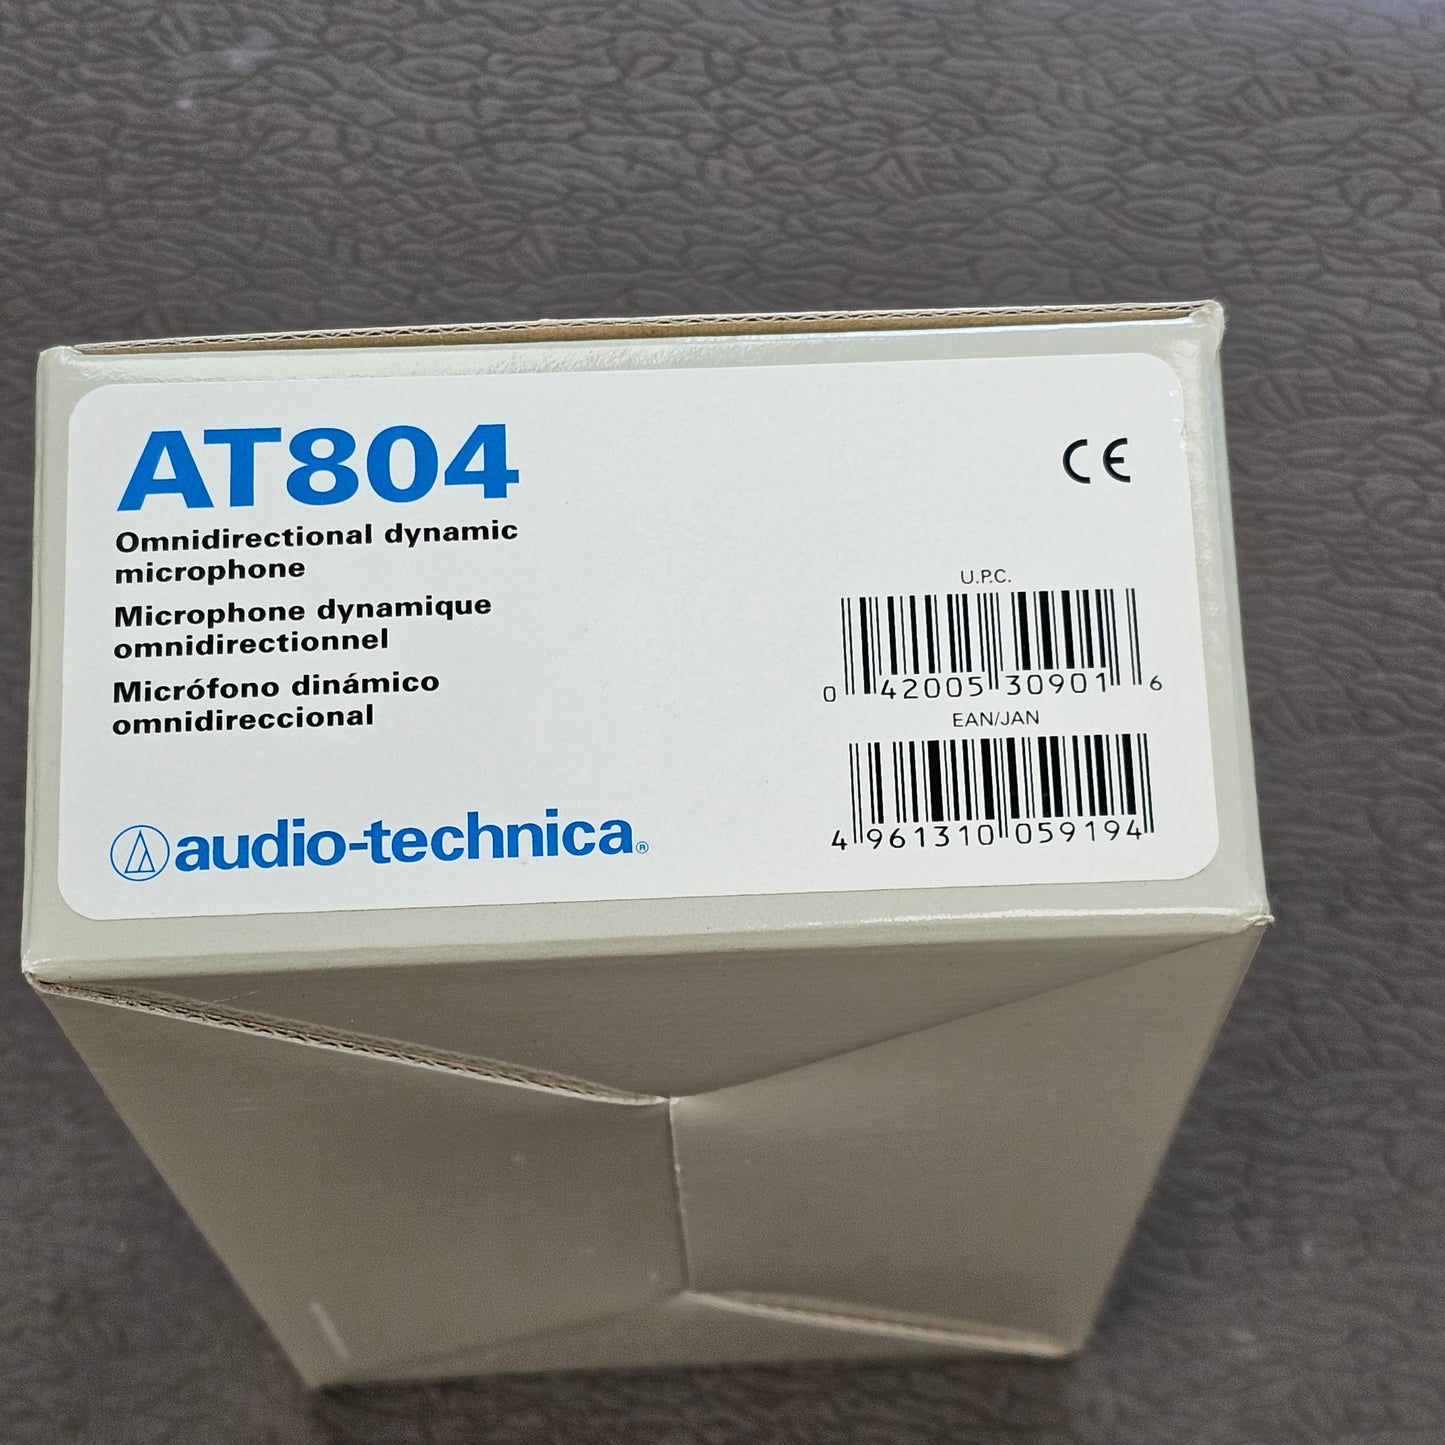 AT804
Omnidirectional dynamic
microphone
Microphone dynamique
omnidirectionnel
Micrófono dinámico
omnidireccional
audio-technica®
CE
U.P.C.
0 42005 30901 6
EAN/JAN
4 961310 059194